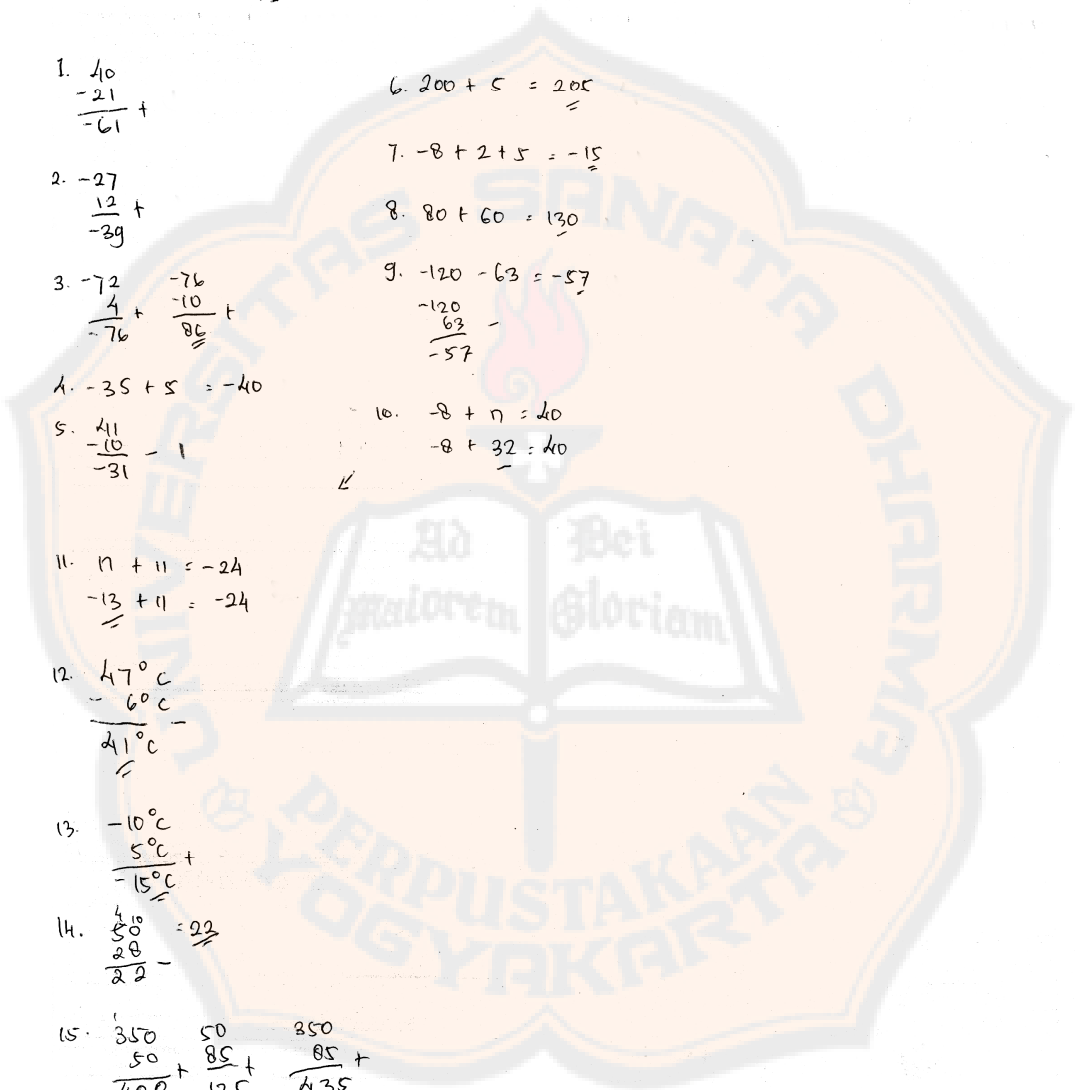 1. 40
-21
-61 +
2. -27
12
-39 +
3. -72 -76
4 -10
-76 + 86 +
4. -35 + 5 = -40
5. 41
-10
-31 -
6. 200 + 5 = 205
7. -8 + 2 + 5 = -15
8. 80 + 60 = 130
9. -120 - 63 = -57
-120
63
-57 -
10. -8 + n = 40
-8 + 32 = 40
11. n + 11 = -24
-13 + 11 = -24
12. 47°C
- 6°C
41°C -
13. -10°C
5°C
-15°C +
14. 4 10
50 = 22
28
22 -
15. 350 50 350
50 85 85
400 + 135 + 435 +
UNIVERSITAS SANATA DHARMA
Ad Dei
maiorem Gloriam
PERPUSTAKAAN
YOGYAKARTA